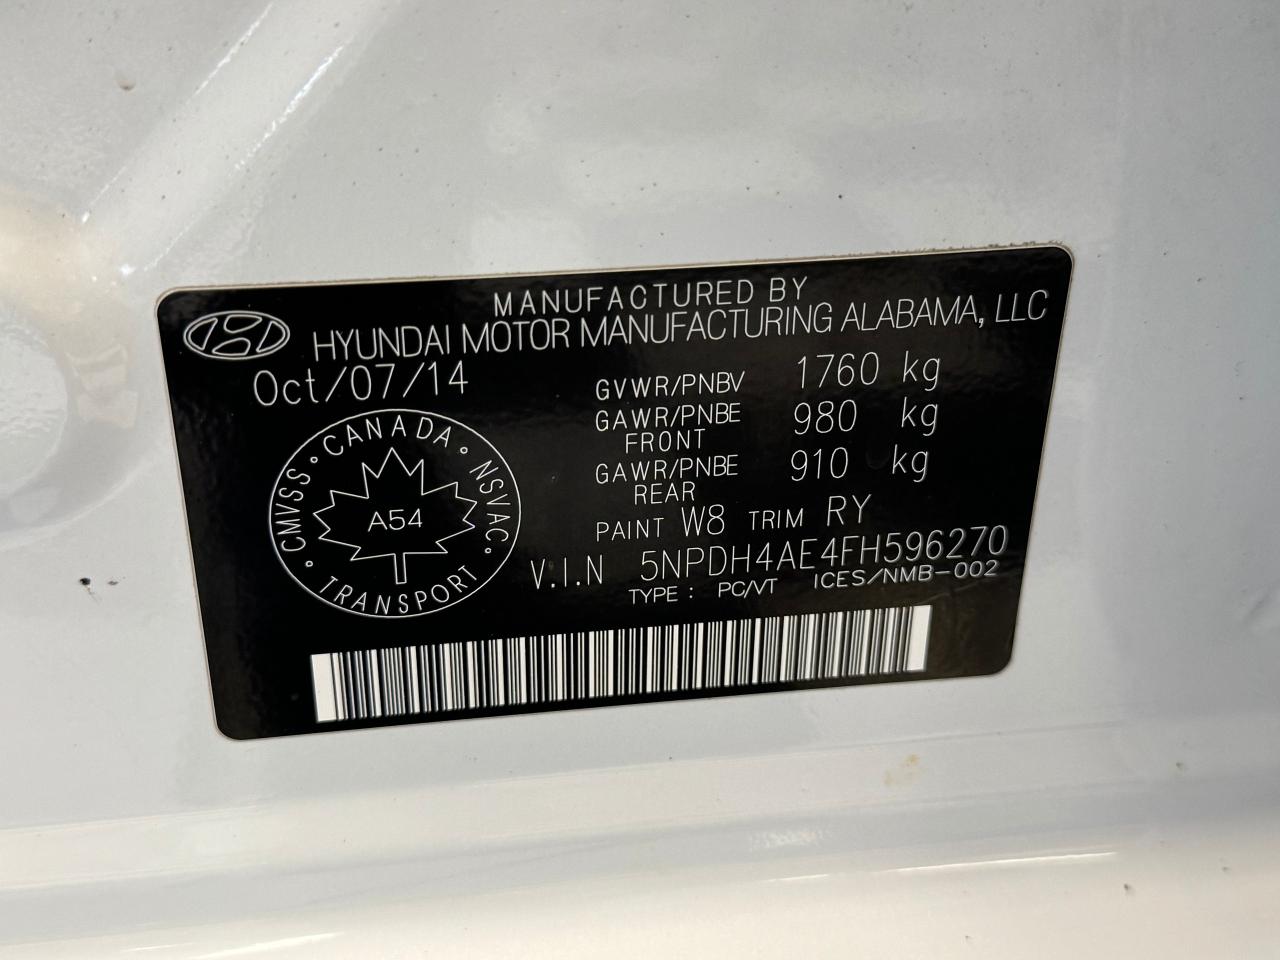 MANUFACTURED BY
HYUNDAI MOTOR MANUFACTURING ALABAMA, LLC
Oct/07/14
GVWR/PNBV 1760 kg
GAWR/PNBE 980 kg
FRONT
GAWR/PNBE 910 kg
REAR
PAINT W8 TRIM RY
V.I.N 5NPDH4AE4FH596270
TYPE : PC/VT ICES/NMB-002
CMVSS · CANADA · NSVAC ·
TRANSPORT
A54